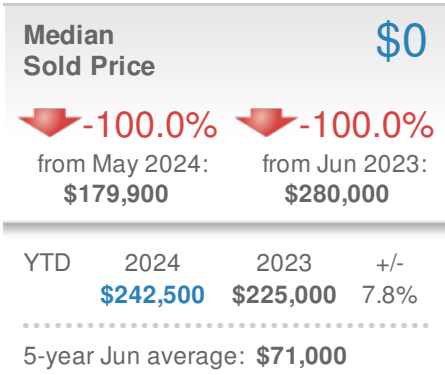 Median $0
Sold Price
-100.0% -100.0%
from May 2024: from Jun 2023:
$179,900 $280,000
YTD 2024 2023 +/-
$242,500 $225,000 7.8%
5-year Jun average: $71,000